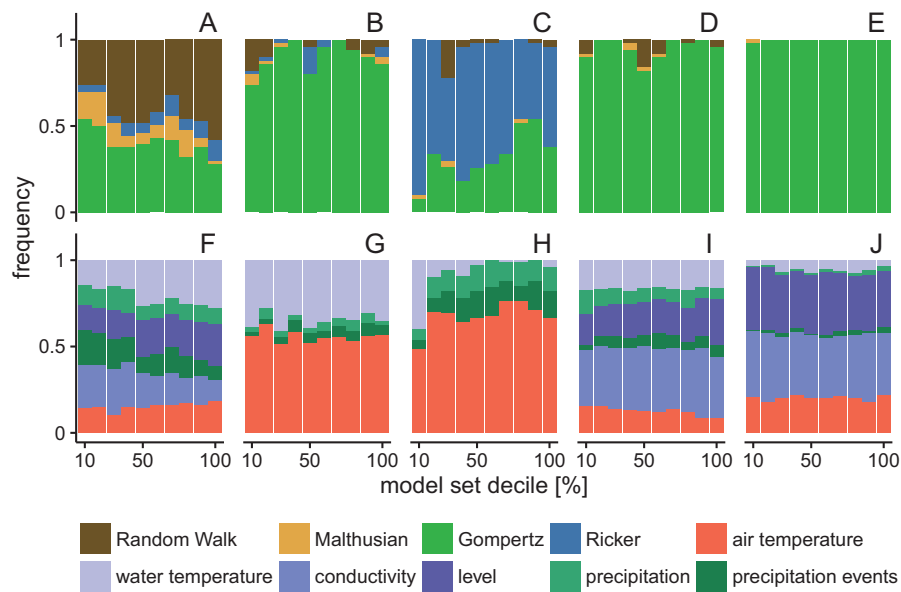 A B C D E
1
0.5
0
frequency
F G H I J
1
0.5
0
10 50 100 10 50 100 10 50 100 10 50 100 10 50 100
model set decile [%]
Random Walk Malthusian Gompertz Ricker air temperature
water temperature conductivity level precipitation precipitation events